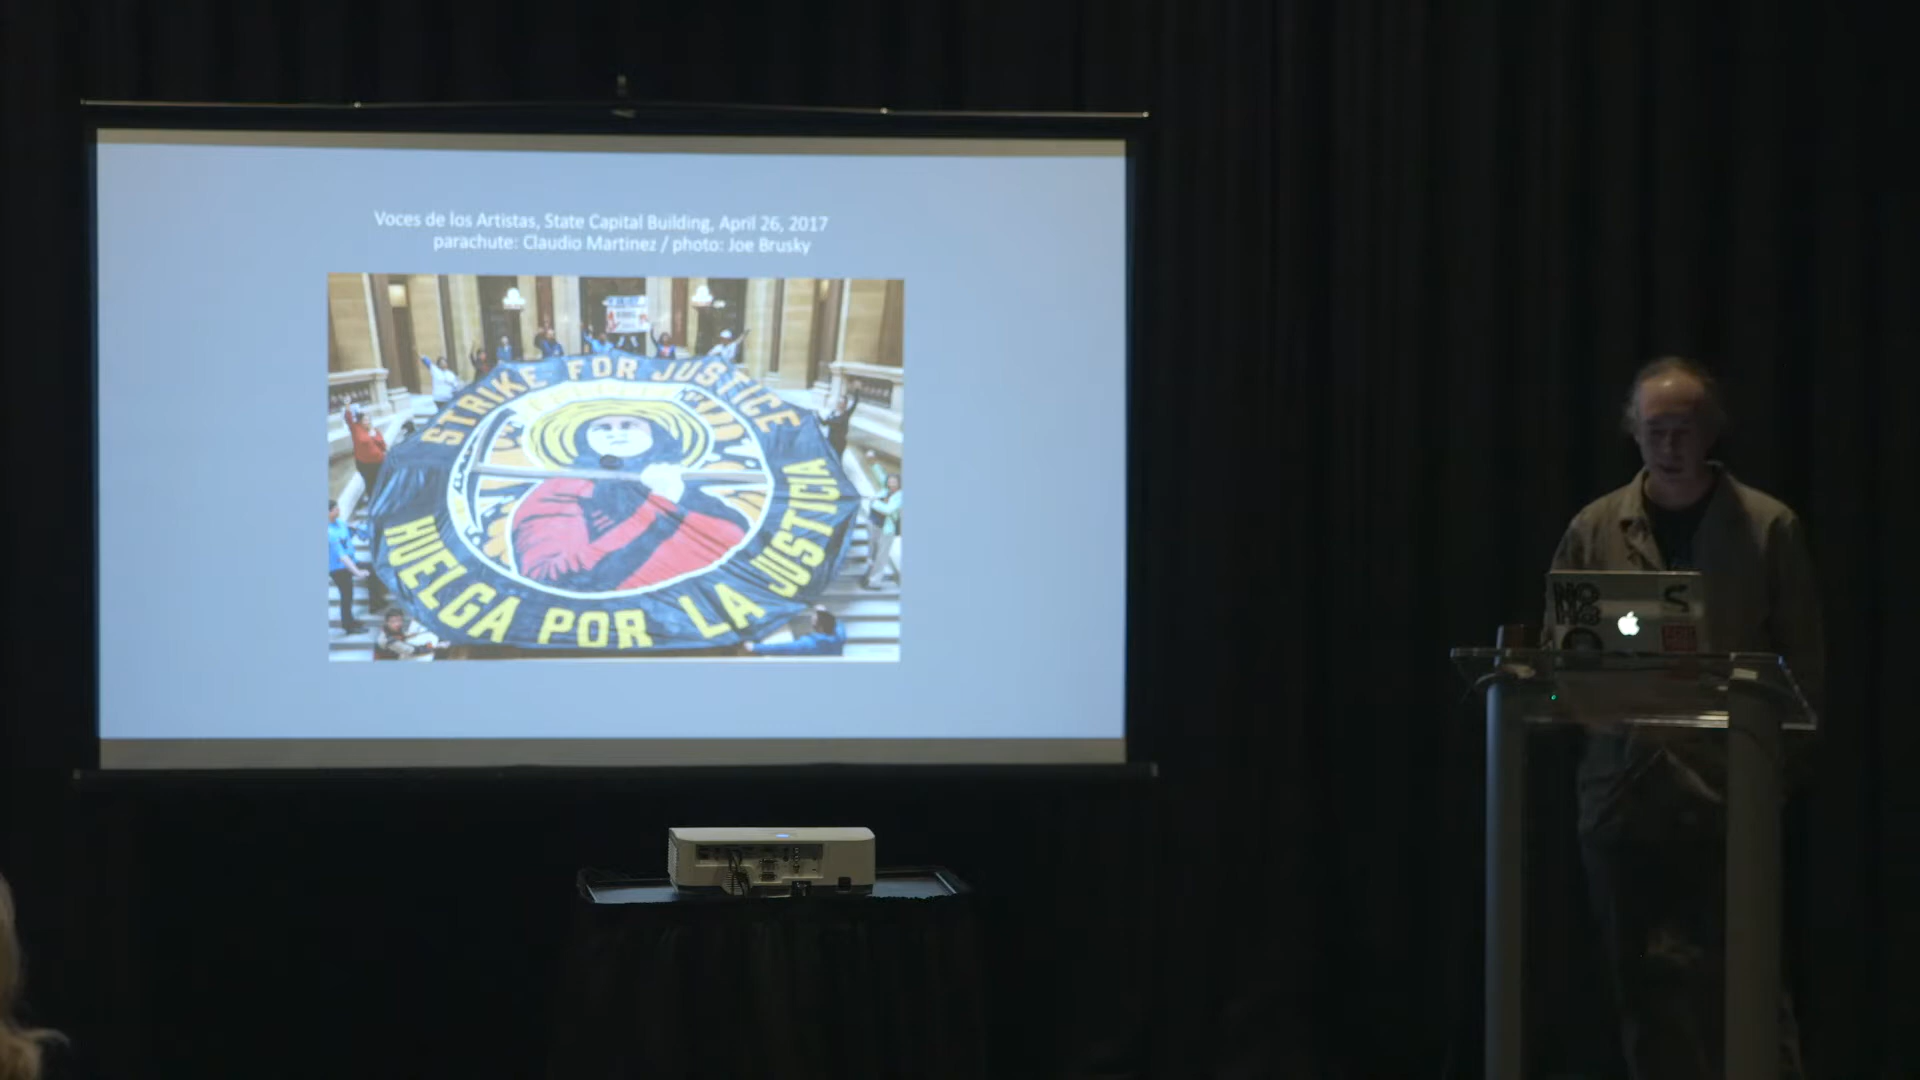 Voces de los Artistas, State Capital Building, April 26, 2017
parachute: Claudio Martinez / photo: Joe Brusky
STRIKE FOR JUSTICE
HUELGA POR LA JUSTICIA